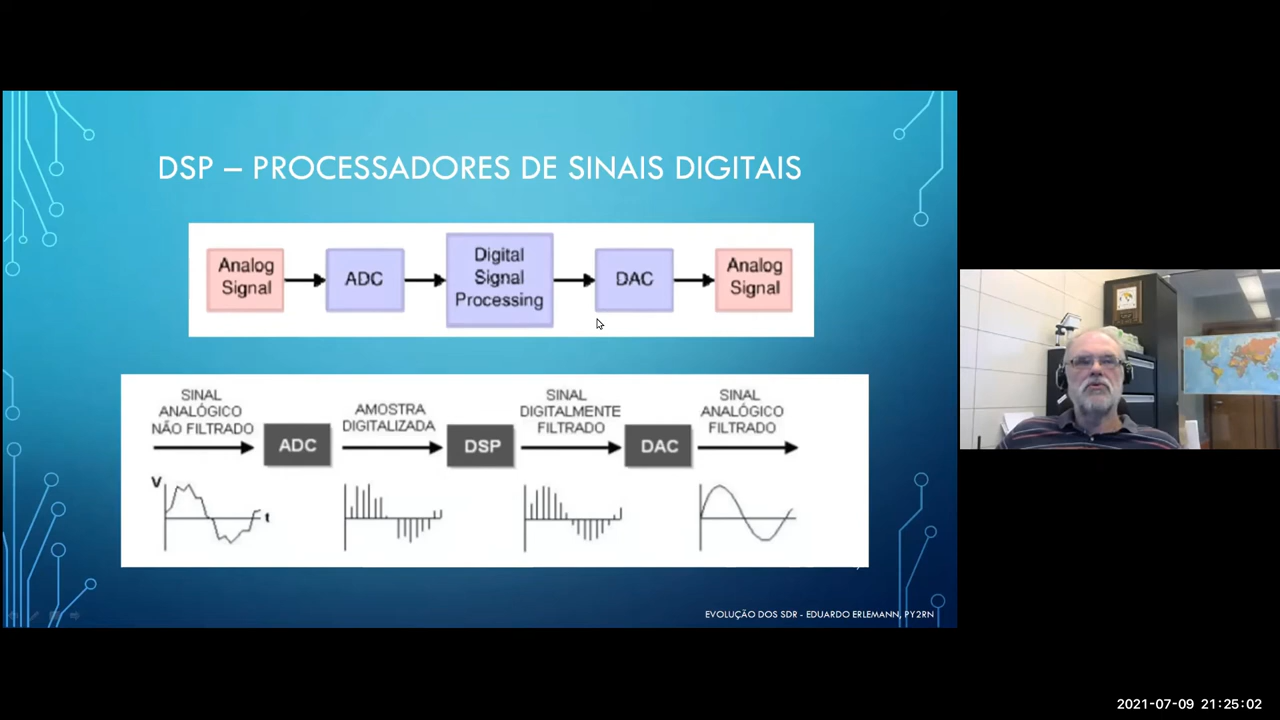 DSP – PROCESSADORES DE SINAIS DIGITAIS
Analog
Signal
ADC
Digital
Signal
Processing
DAC
Analog
Signal
SINAL
ANALÓGICO
NÃO FILTRADO
ADC
AMOSTRA
DIGITALIZADA
DSP
SINAL
DIGITALMENTE
FILTRADO
DAC
SINAL
ANALÓGICO
FILTRADO
V
t
EVOLUÇÃO DOS SDR - EDUARDO ERLEMANN, PY2RN
2021-07-09 21:25:02